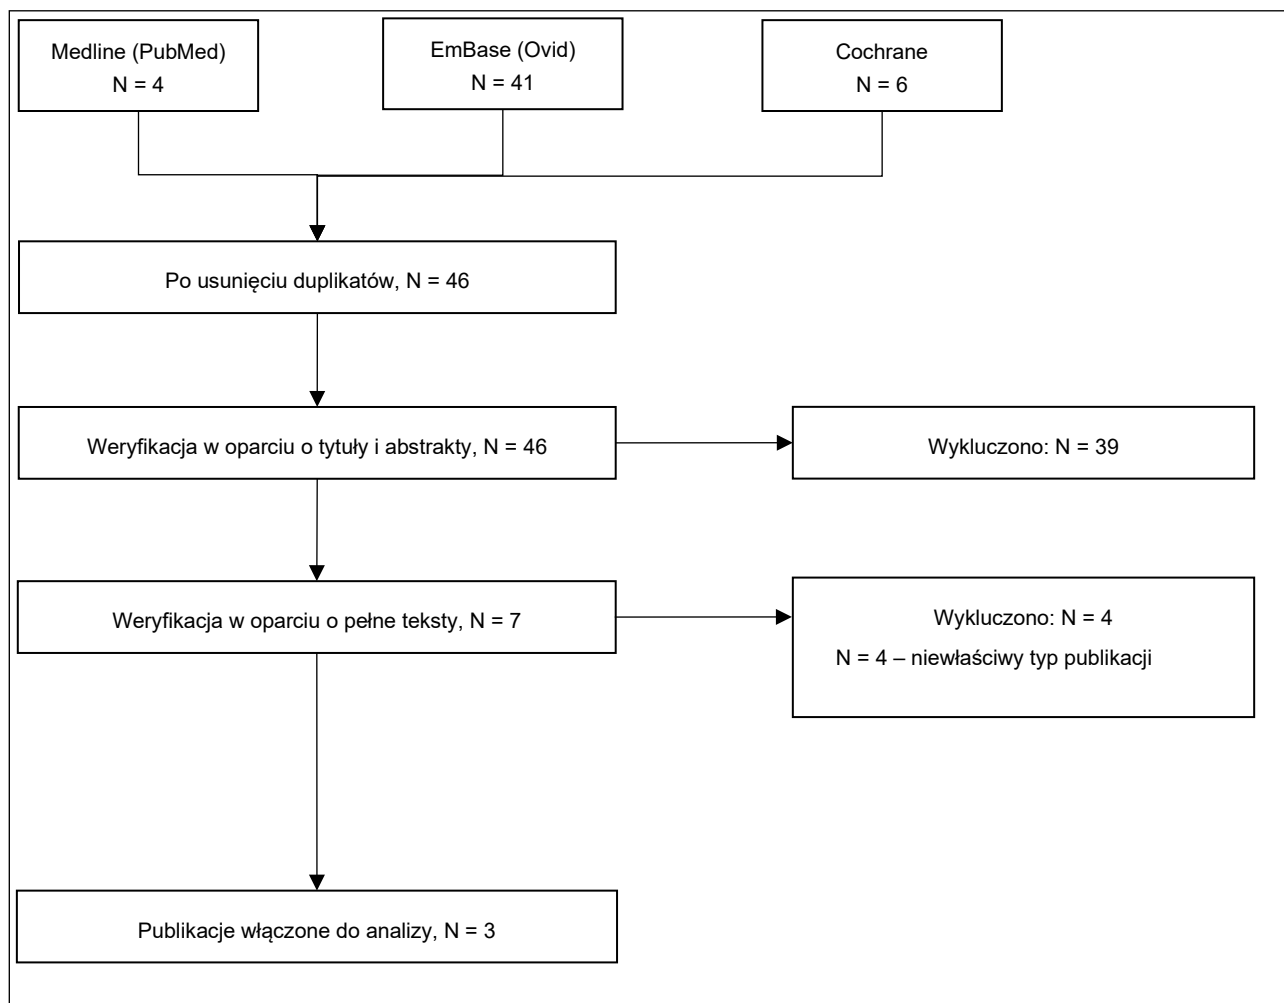 Medline (PubMed)
N = 4
EmBase (Ovid)
N = 41
Cochrane
N = 6
Po usunięciu duplikatów, N = 46
Weryfikacja w oparciu o tytuły i abstrakty, N = 46
Wykluczono: N = 39
Weryfikacja w oparciu o pełne teksty, N = 7
Wykluczono: N = 4
N = 4 – niewłaściwy typ publikacji
Publikacje włączone do analizy, N = 3